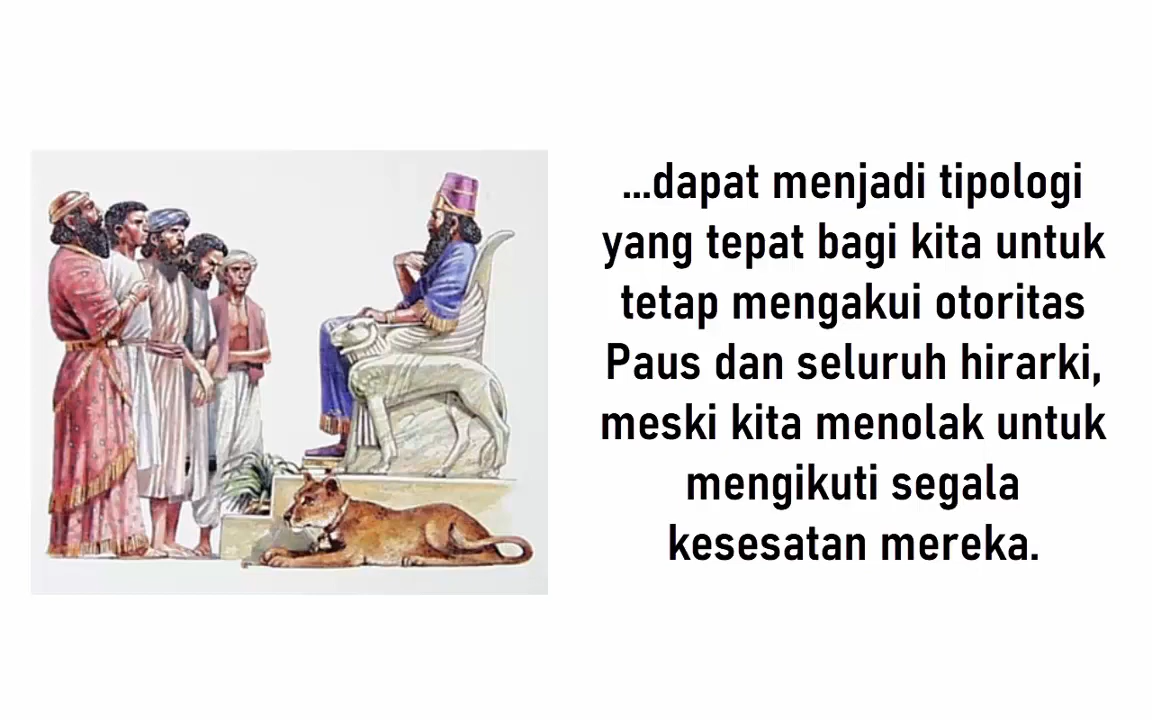 ...dapat menjadi tipologi
yang tepat bagi kita untuk
tetap mengakui otoritas
Paus dan seluruh hirarki,
meski kita menolak untuk
mengikuti segala
kesesatan mereka.